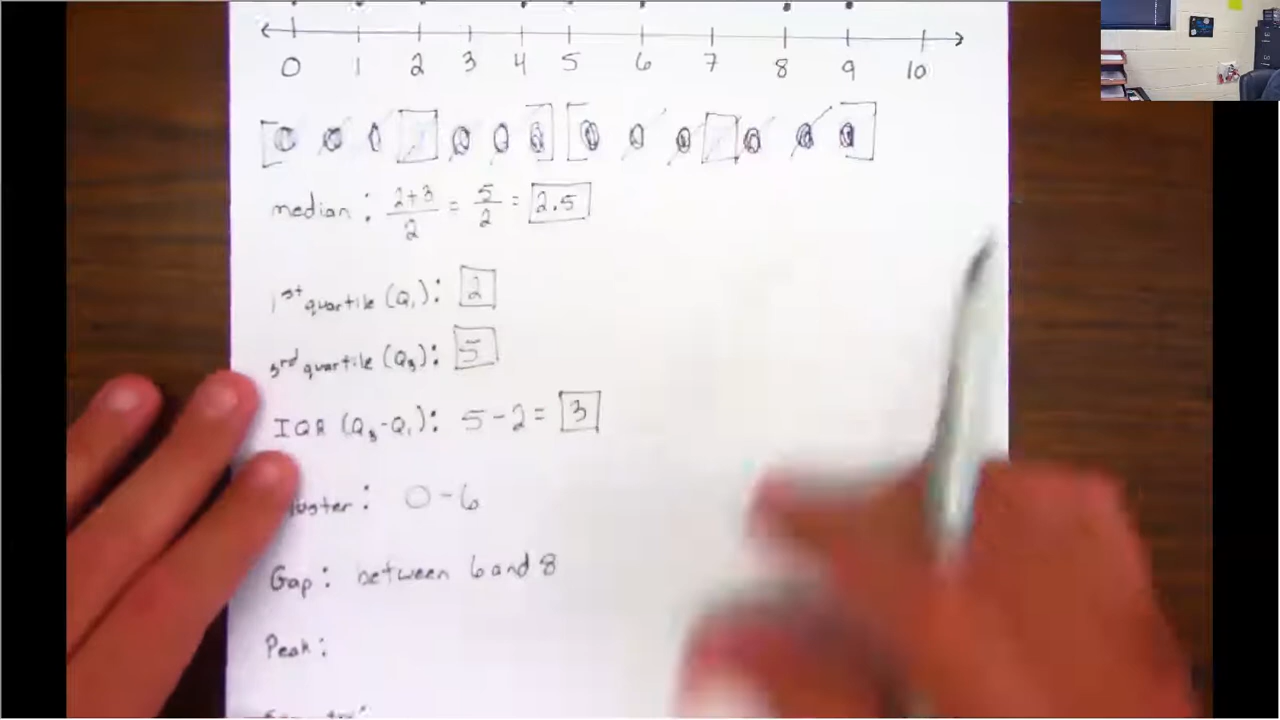 0 1 2 3 4 5 6 7 8 9 10
median : 2+3/2 = 5/2 = 2.5
1st quartile (Q1): 2
3rd quartile (Q3): 5
IQR (Q3-Q1): 5-2= 3
: 0-6
Gap: between 6 and 8
Peak: